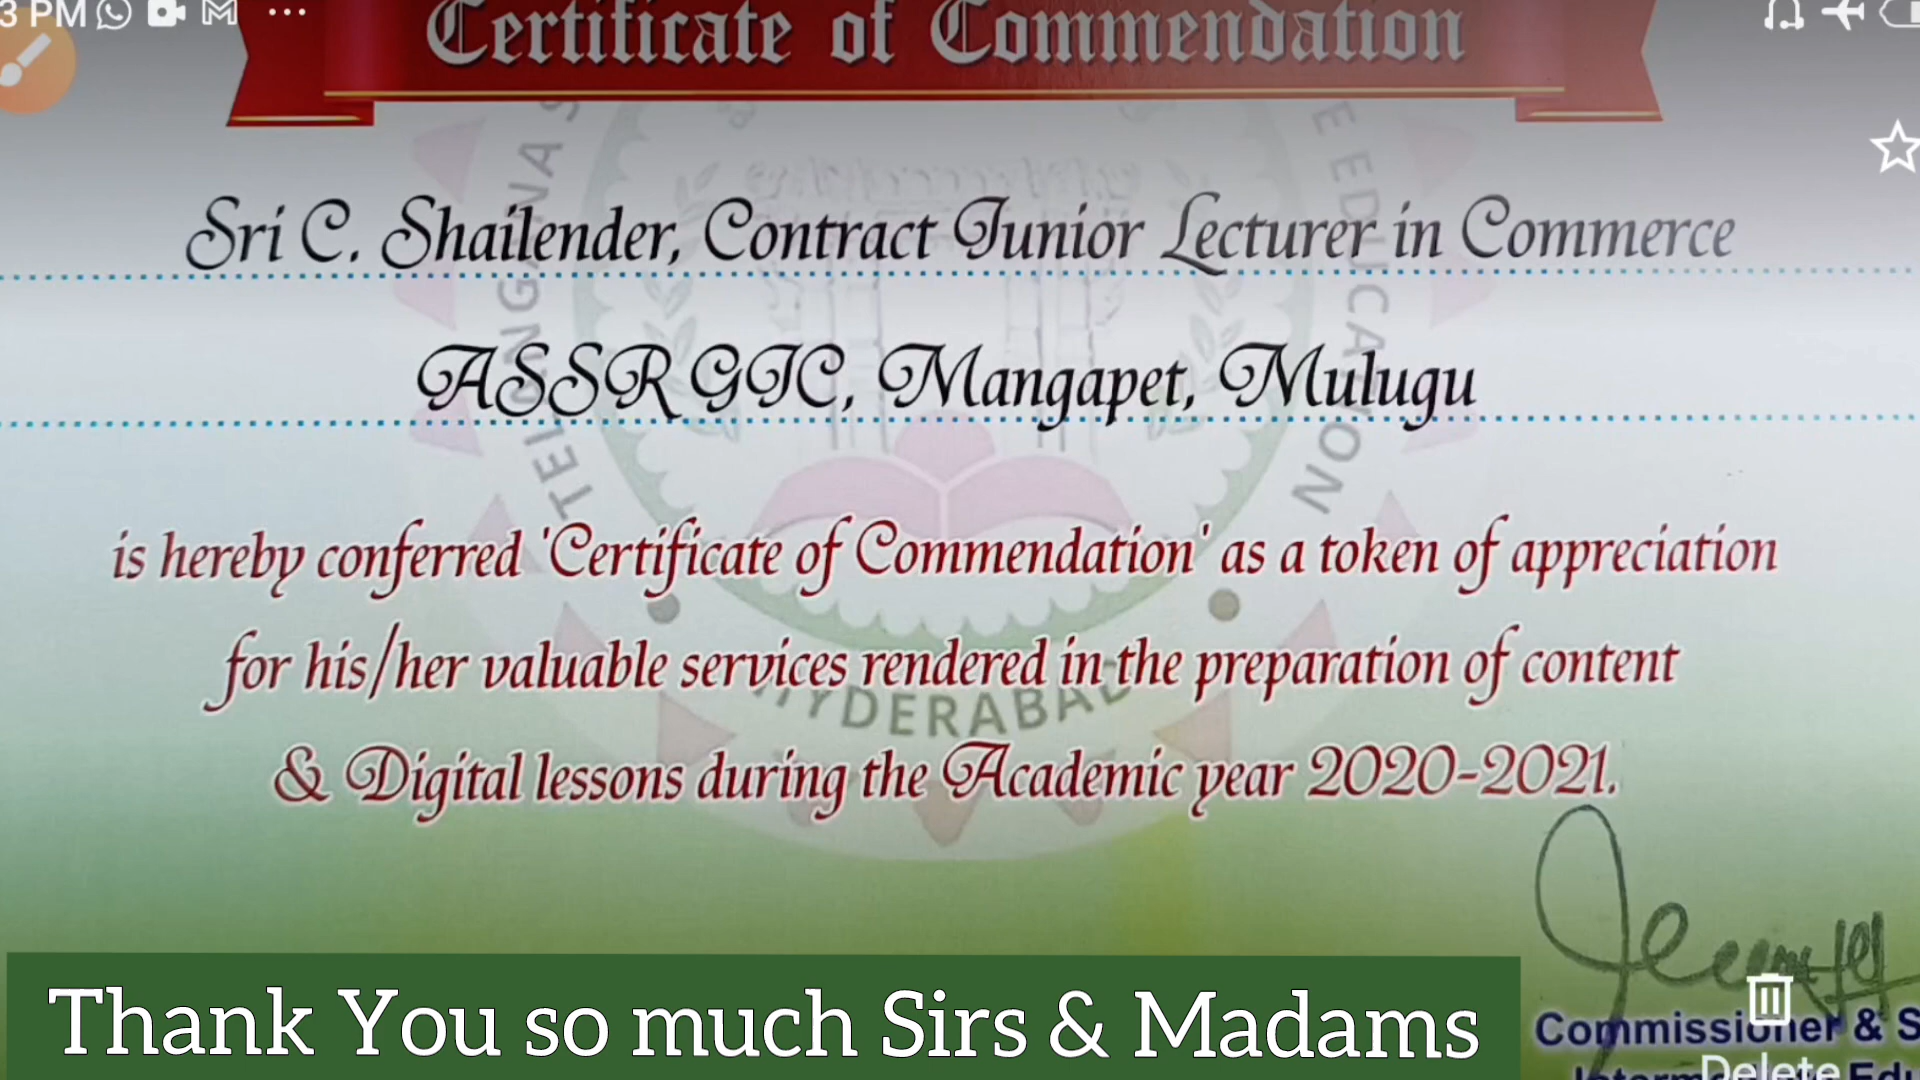 3 PM
Certificate of Commendation
Sri C. Shailender, Contract Junior Lecturer in Commerce
ASSR GJC, Mangapet, Mulugu
is hereby conferred 'Certificate of Commendation' as a token of appreciation
for his/her valuable services rendered in the preparation of content
& Digital lessons during the Academic year 2020-2021.
TELANGANA S
E EDUCATION
HYDERABAD
Thank You so much Sirs & Madams
Commissioner & S
Delete